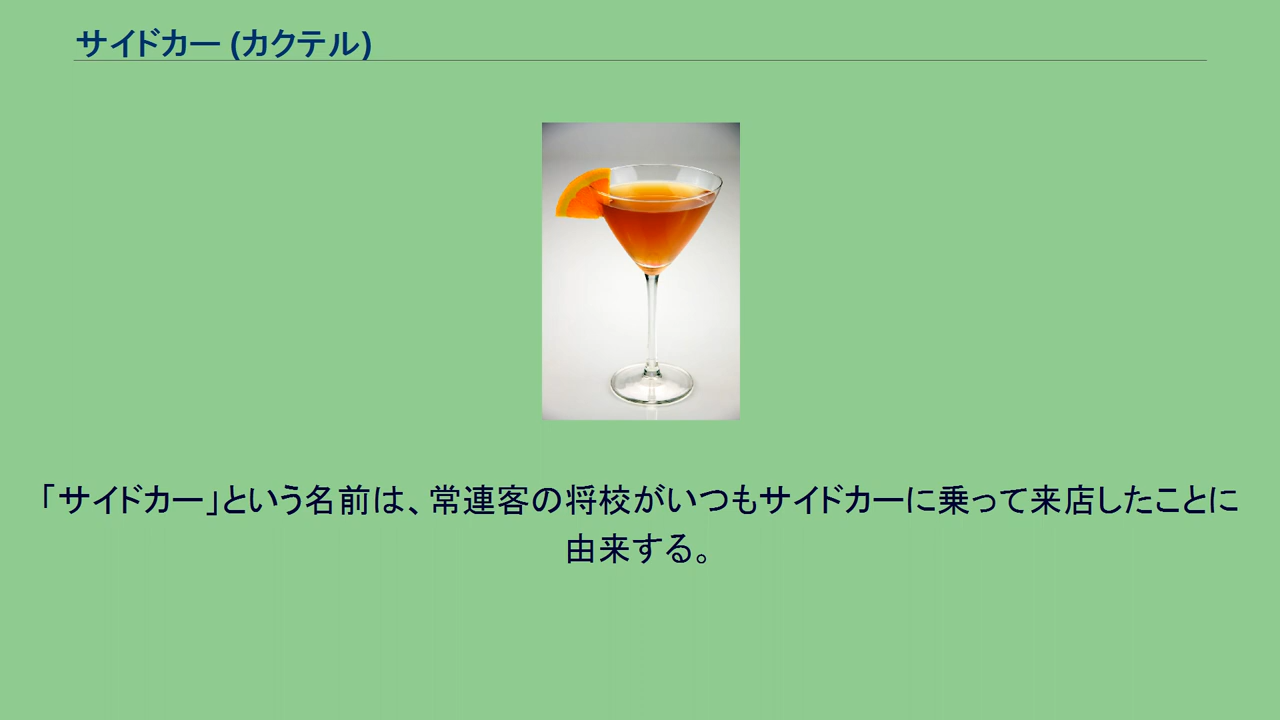 サイドカー (カクテル)
「サイドカー」という名前は、常連客の将校がいつもサイドカーに乗って来店したことに
由来する。